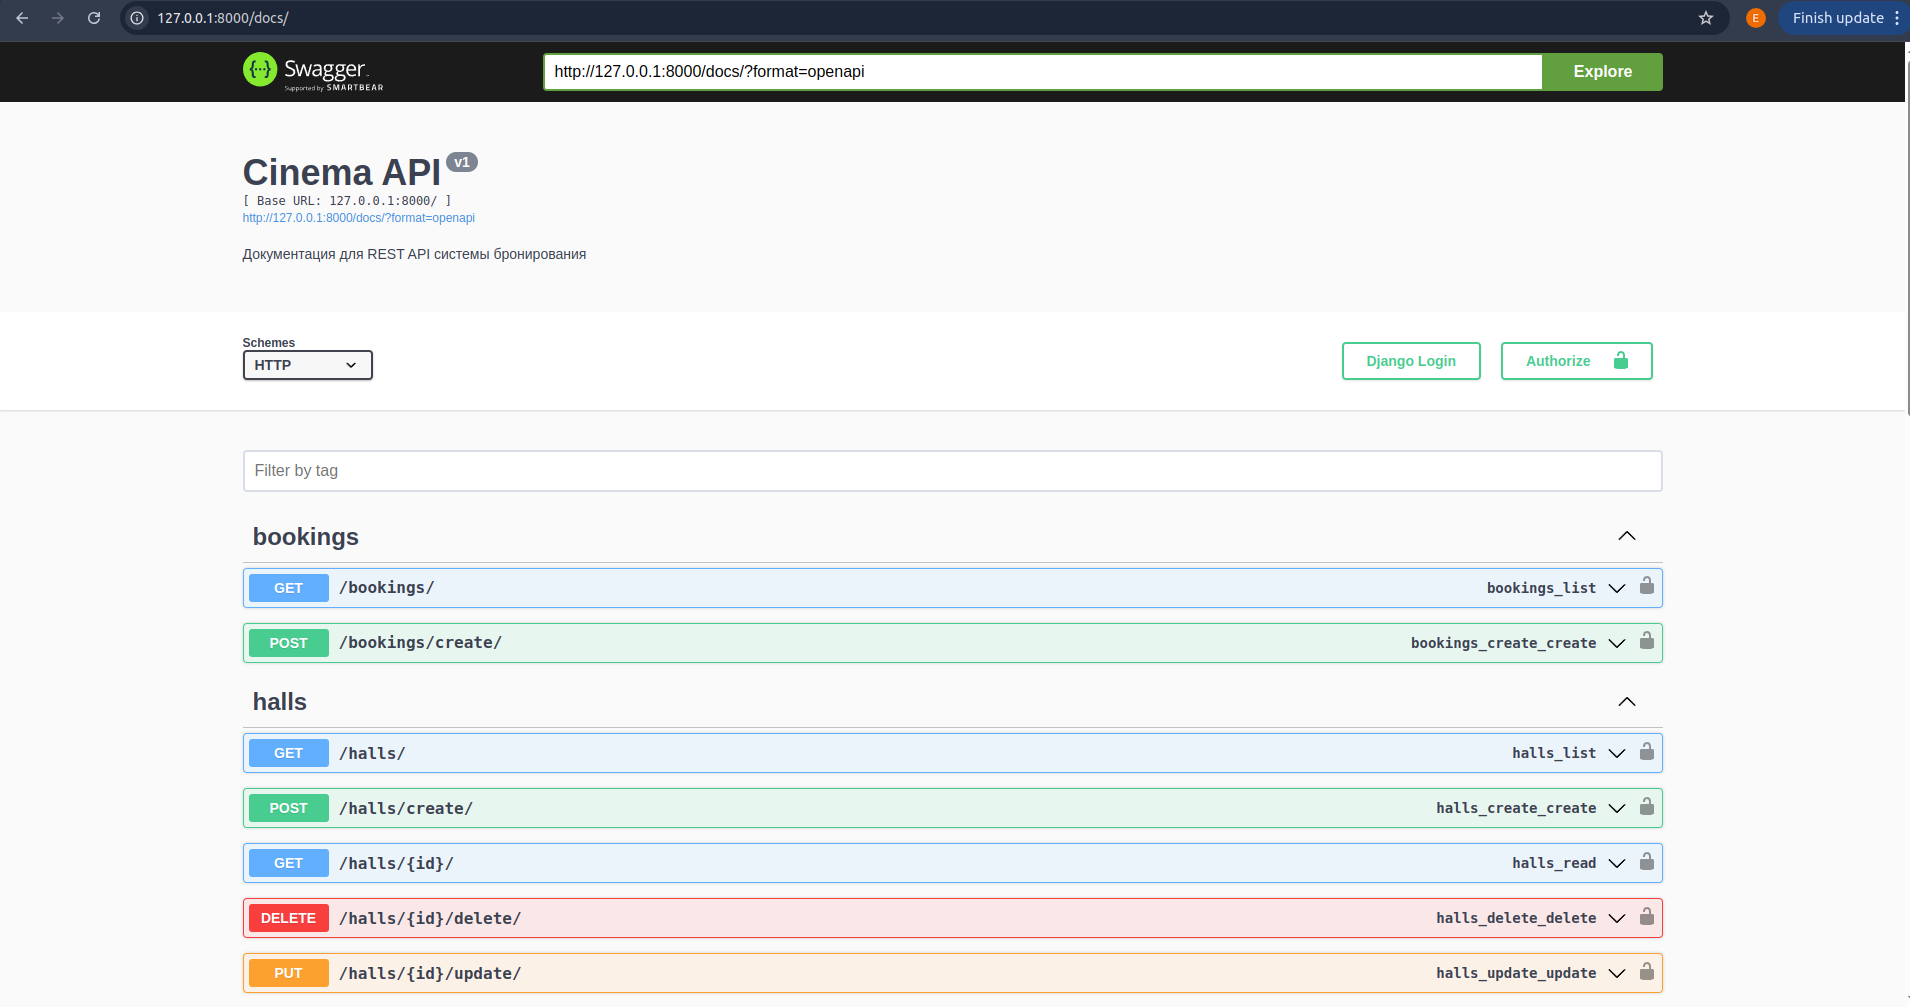 127.0.0.1:8000/docs/
E
Finish update
{···} Swagger
Supported by SMARTBEAR
http://127.0.0.1:8000/docs/?format=openapi
Explore
Cinema API v1
[ Base URL: 127.0.0.1:8000/ ]
http://127.0.0.1:8000/docs/?format=openapi
Документация для REST API системы бронирования
Schemes
HTTP
Django Login
Authorize
Filter by tag
bookings
GET /bookings/ bookings_list
POST /bookings/create/ bookings_create_create
halls
GET /halls/ halls_list
POST /halls/create/ halls_create_create
GET /halls/{id}/ halls_read
DELETE /halls/{id}/delete/ halls_delete_delete
PUT /halls/{id}/update/ halls_update_update